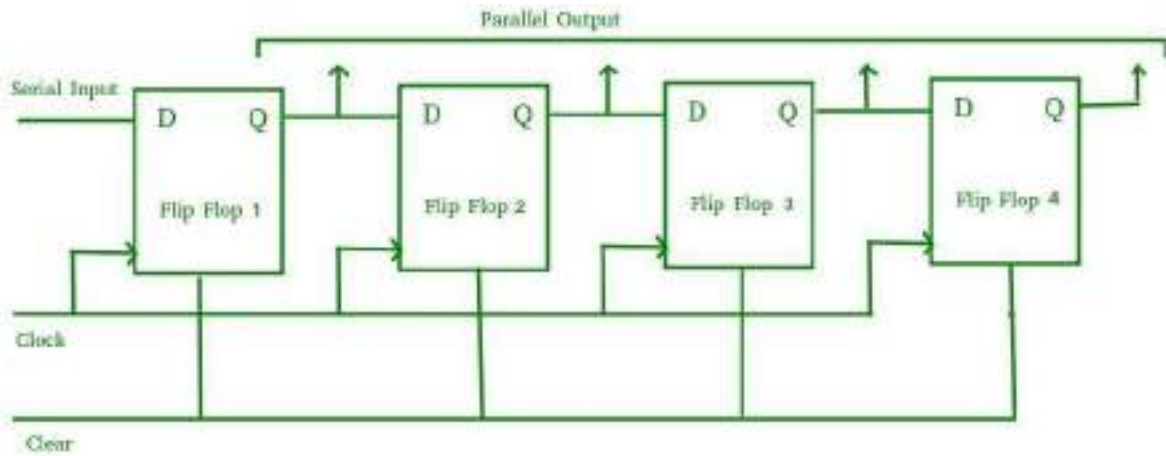 Parallel Output
Serial Input
D Q
D Q
D Q
D Q
Flip Flop 1
Flip Flop 2
Flip Flop 3
Flip Flop 4
Clock
Clear